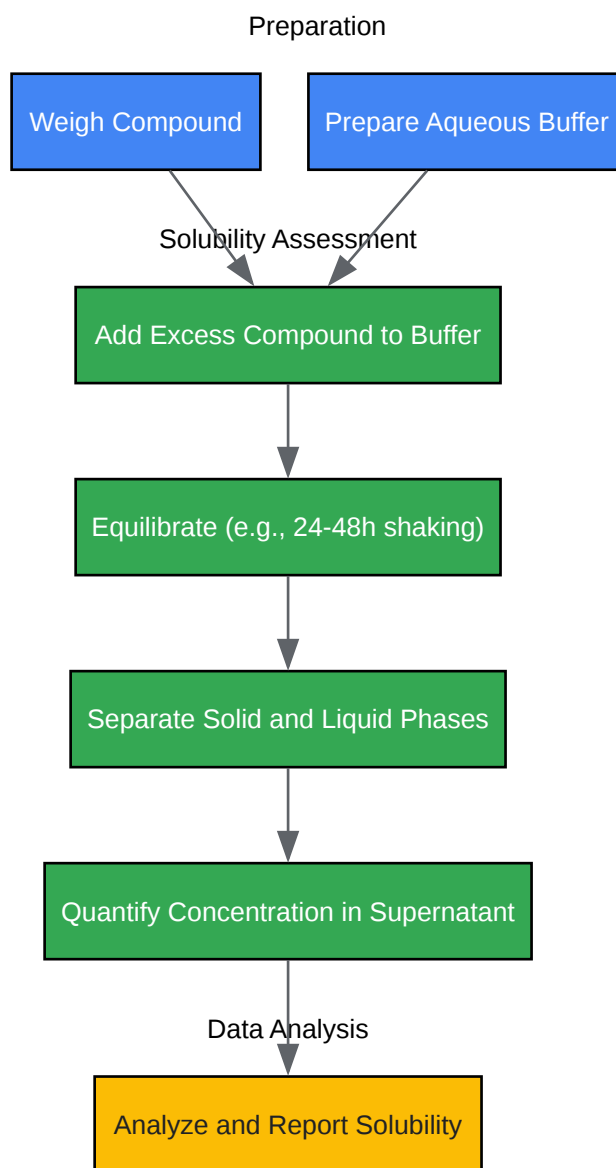 Preparation
Weigh Compound
Prepare Aqueous Buffer
Solubility Assessment
Add Excess Compound to Buffer
Equilibrate (e.g., 24-48h shaking)
Separate Solid and Liquid Phases
Quantify Concentration in Supernatant
Data Analysis
Analyze and Report Solubility